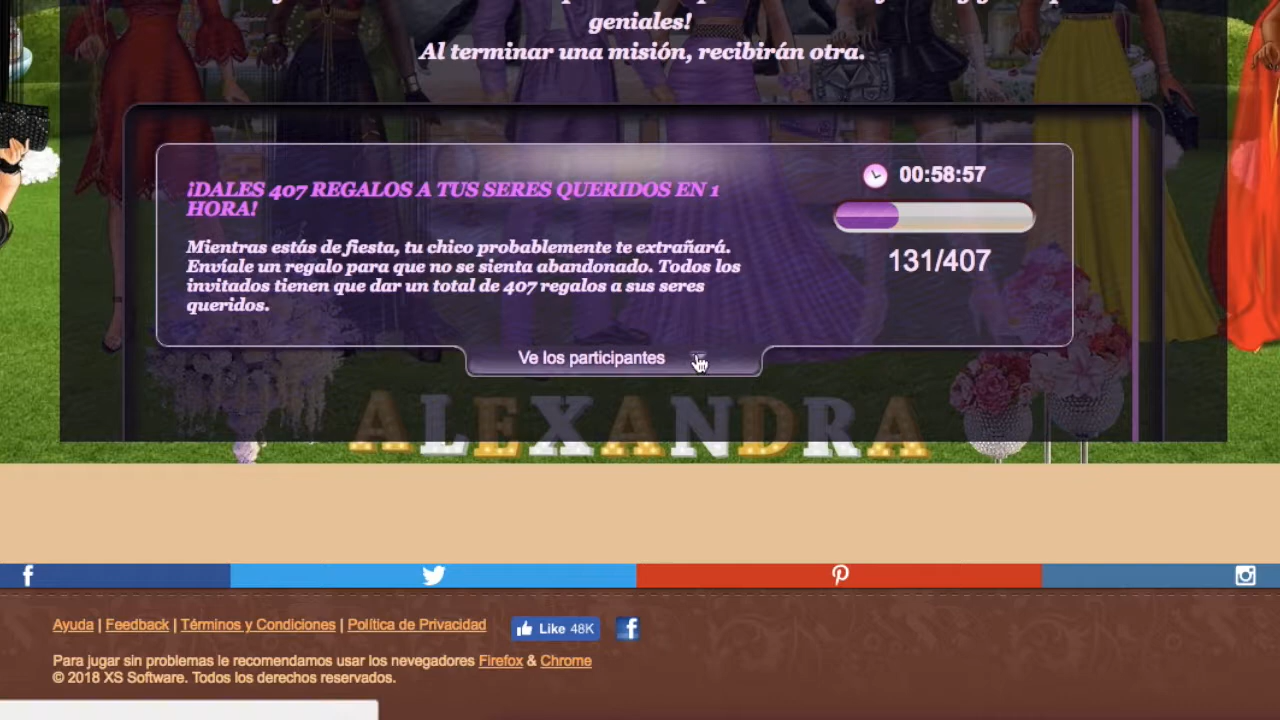 geniales!
Al terminar una misión, recibirán otra.
¡DALES 407 REGALOS A TUS SERES QUERIDOS EN 1
HORA!
00:58:57
131/407
Mientras estás de fiesta, tu chico probablemente te extrañará.
Envíale un regalo para que no se sienta abandonado. Todos los
invitados tienen que dar un total de 407 regalos a sus seres
queridos.
Ve los participantes
ALEXANDRA
Ayuda | Feedback | Términos y Condiciones | Política de Privacidad
Like 48K
Para jugar sin problemas le recomendamos usar los nevegadores Firefox & Chrome
© 2018 XS Software. Todos los derechos reservados.